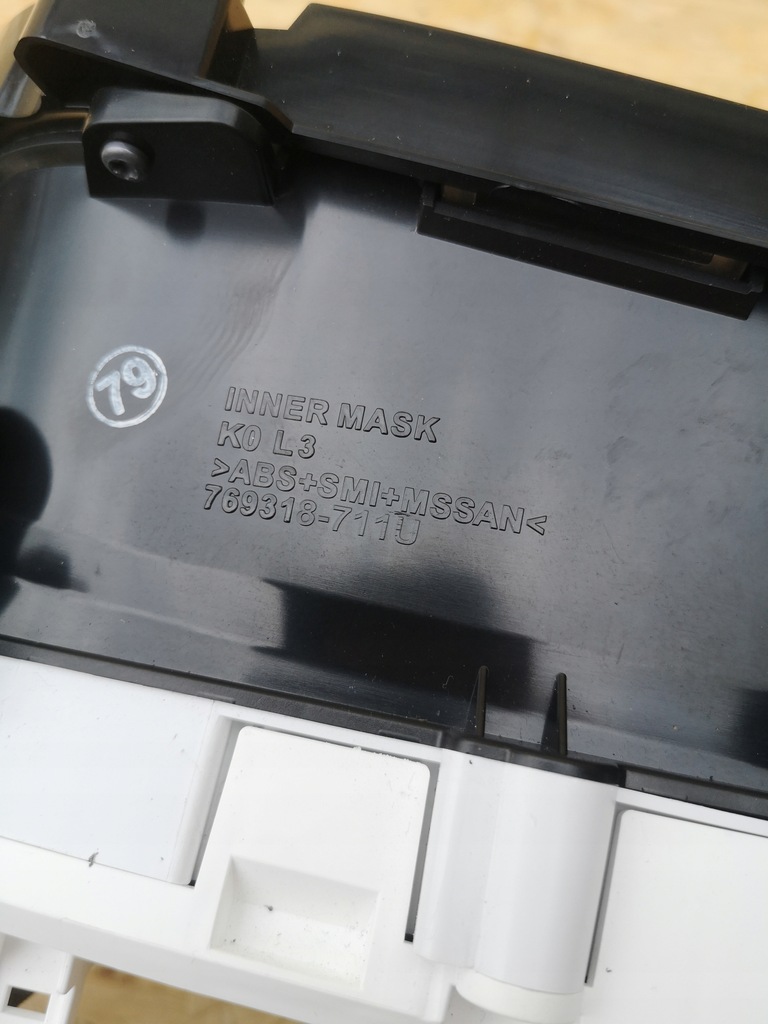 79
INNER MASK
K0 L3
>ABS+SMI+MSSAN<
769318-711U